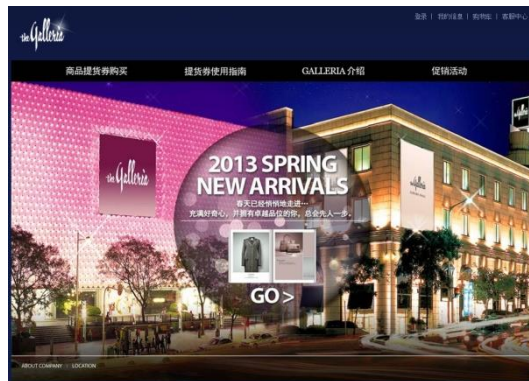 the Galleria
登录 | 我的信息 | 购物车 | 客服中心
商品提货券购买 提货券使用指南 GALLERIA 介绍 促销活动
the Galleria
the Galleria
2013 SPRING
NEW ARRIVALS
春天已经悄悄地走进…
充满好奇心，并拥有卓越品位的你，总会先人一步。
GO >
ABOUT COMPANY LOCATION